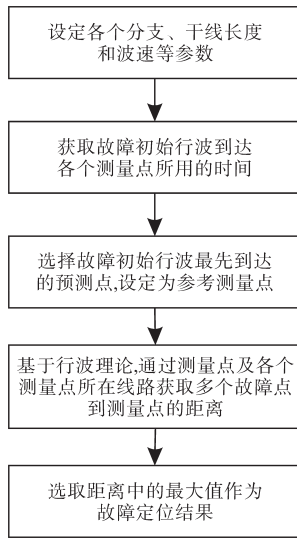 设定各个分支、干线长度
和波速等参数
获取故障初始行波到达
各个测量点所用的时间
选择故障初始行波最先到达
的预测点,设定为参考测量点
基于行波理论,通过测量点及各个
测量点所在线路获取多个故障点
到测量点的距离
选取距离中的最大值作为
故障定位结果